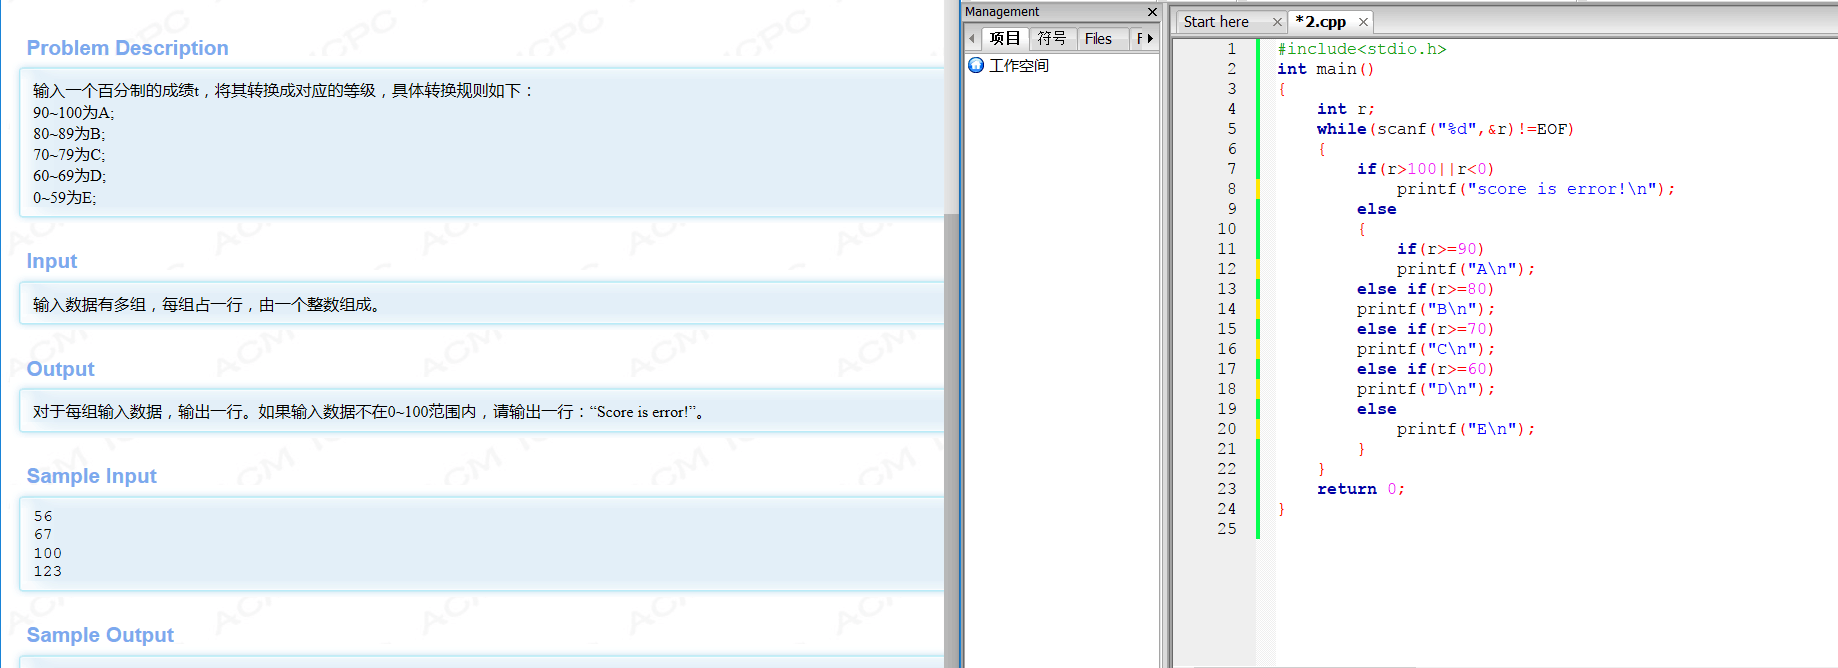 Problem Description
输入一个百分制的成绩t，将其转换成对应的等级，具体转换规则如下：
90~100为A;
80~89为B;
70~79为C;
60~69为D;
0~59为E;
Input
输入数据有多组，每组占一行，由一个整数组成。
Output
对于每组输入数据，输出一行。如果输入数据不在0~100范围内，请输出一行：“Score is error!”。
Sample Input
56
67
100
123
Sample Output
Management
项目 符号 Files F
工作空间
Start here *2.cpp
1 #include<stdio.h>
2 int main()
3 {
4 int r;
5 while(scanf("%d",&r)!=EOF)
6 {
7 if(r>100||r<0)
8 printf("score is error!\n");
9 else
10 {
11 if(r>=90)
12 printf("A\n");
13 else if(r>=80)
14 printf("B\n");
15 else if(r>=70)
16 printf("C\n");
17 else if(r>=60)
18 printf("D\n");
19 else
20 printf("E\n");
21 }
22 }
23 return 0;
24 }
25